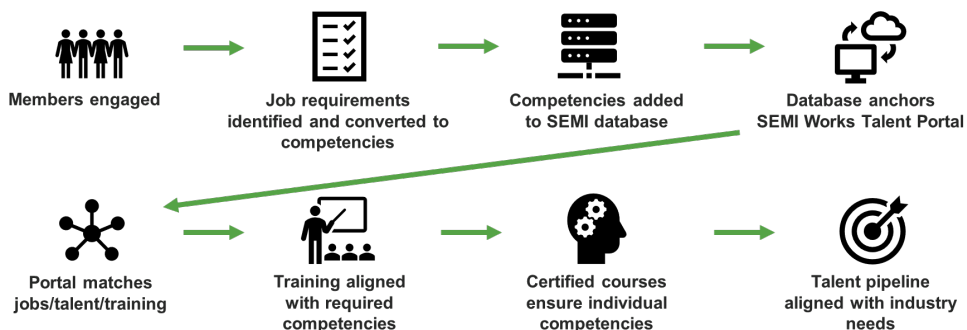 Members engaged
Job requirements
identified and converted to
competencies
Competencies added
to SEMI database
Database anchors
SEMI Works Talent Portal
Portal matches
jobs/talent/training
Training aligned
with required
competencies
Certified courses
ensure individual
competencies
Talent pipeline
aligned with industry
needs